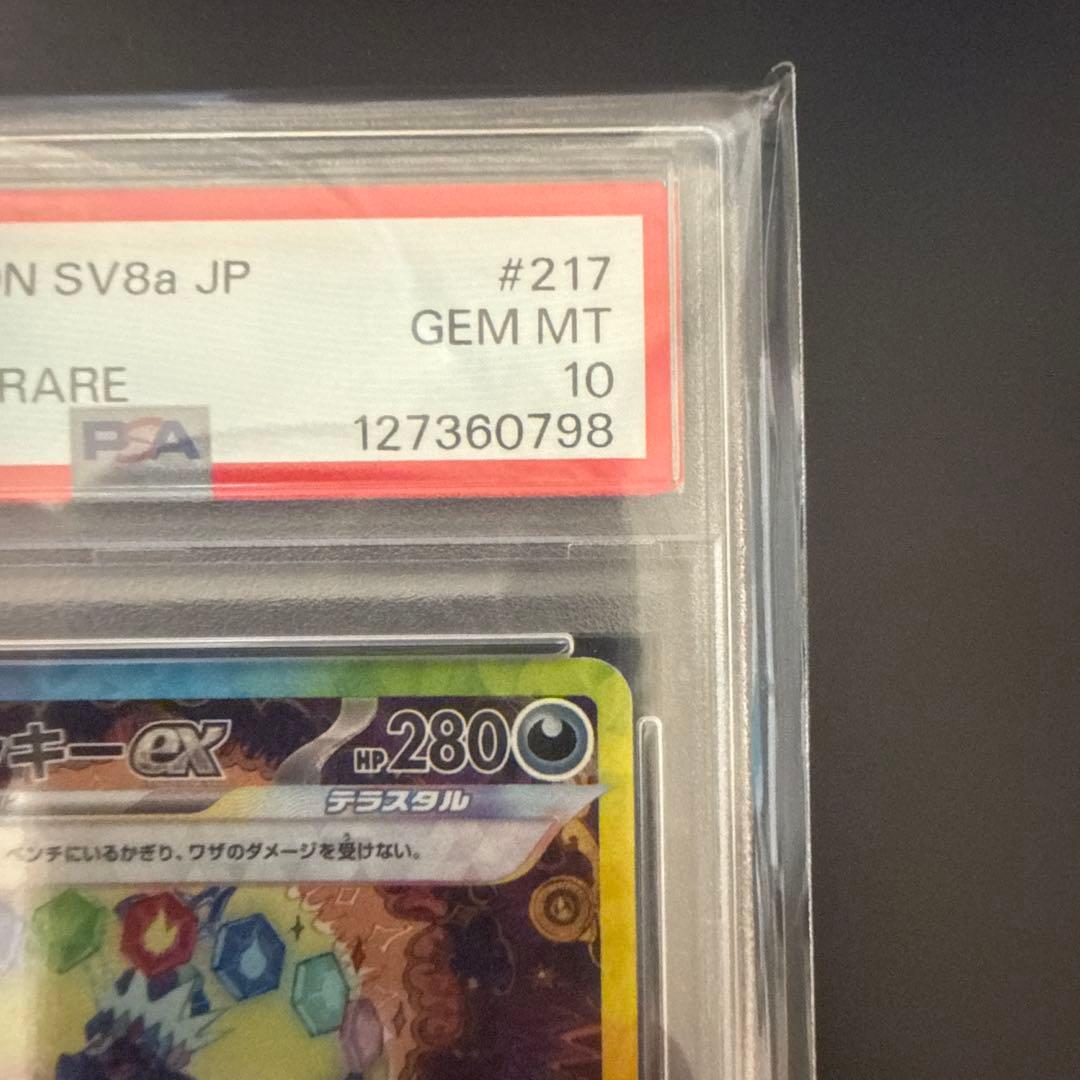 ON SV8a JP #217
GEM MT
RARE 10
PSA 127360798
キーex HP280
テラスタル
ベンチにいるかぎり、ワザのダメージを受けない。